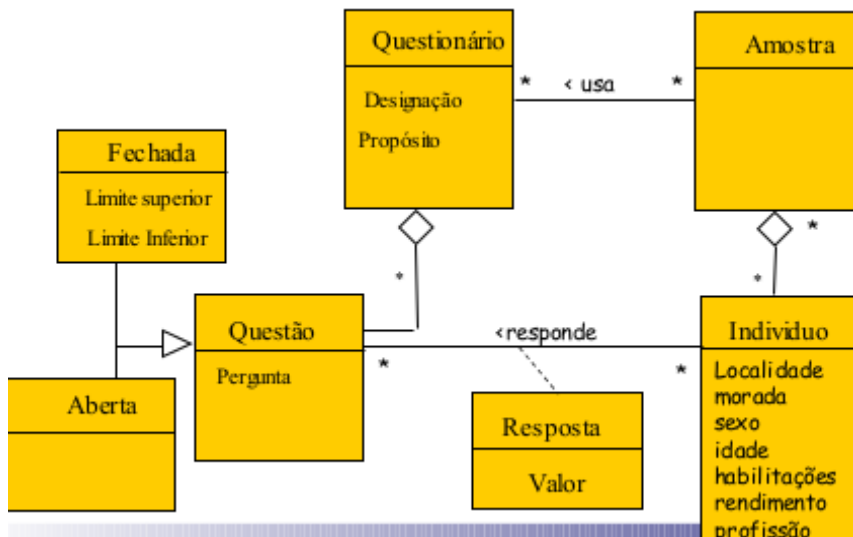 Questionário
Designação
Propósito
* < usa *
Amostra
Fechada
Limite superior
Limite Inferior
*
* *
Questão
Pergunta
* <responde *
Individuo
Localidade
morada
sexo
idade
habilitações
rendimento
profissão
Aberta
Resposta
Valor